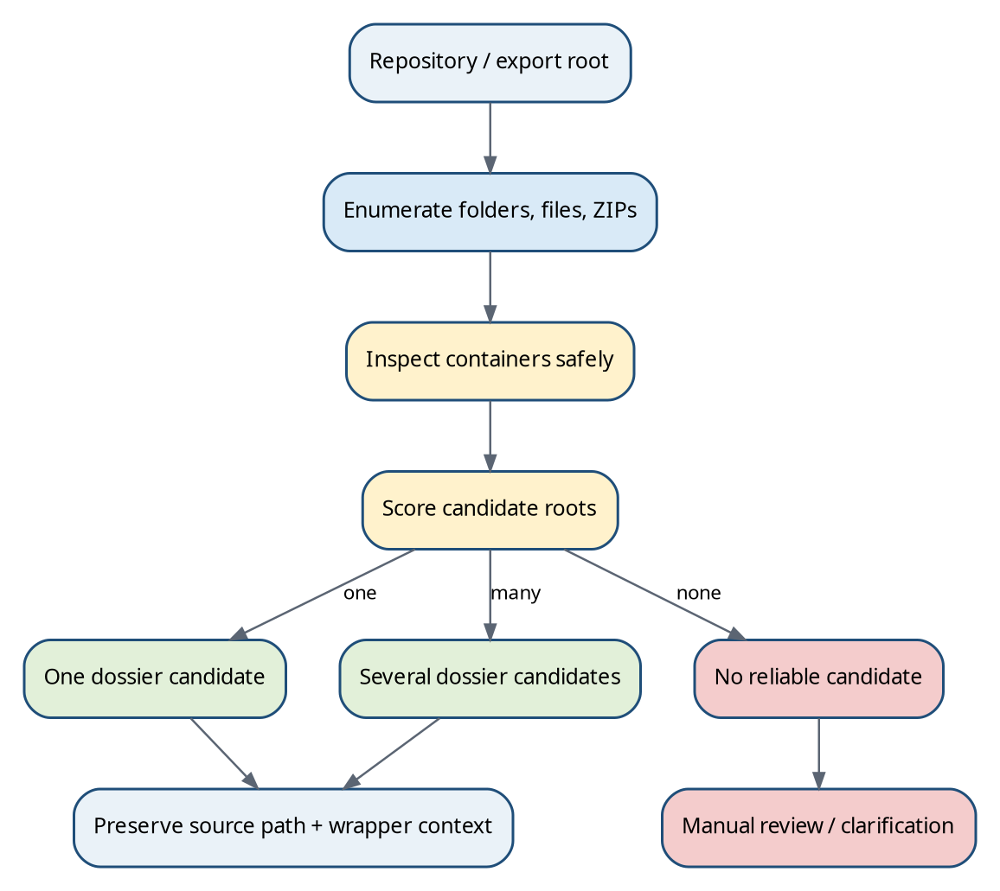 Repository / export root
Enumerate folders, files, ZIPs
Inspect containers safely
Score candidate roots
one
many
none
One dossier candidate
Several dossier candidates
No reliable candidate
Preserve source path + wrapper context
Manual review / clarification